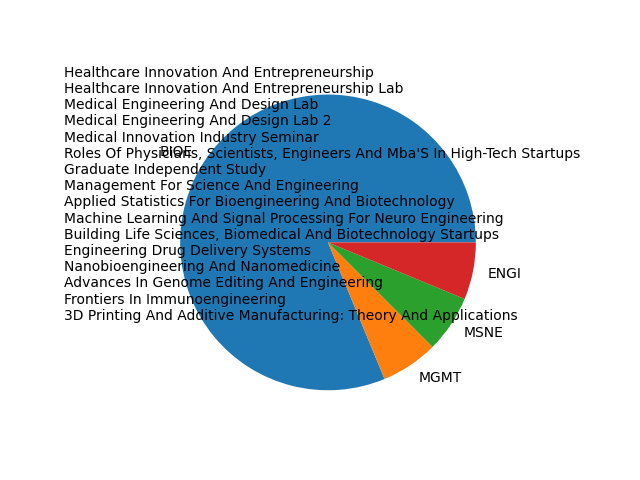 Healthcare Innovation And Entrepreneurship
Healthcare Innovation And Entrepreneurship Lab
Medical Engineering And Design Lab
Medical Engineering And Design Lab 2
Medical Innovation Industry Seminar
BIOE
Roles Of Physicians, Scientists, Engineers And Mba'S In High-Tech Startups
Graduate Independent Study
Management For Science And Engineering
Applied Statistics For Bioengineering And Biotechnology
Machine Learning And Signal Processing For Neuro Engineering
Building Life Sciences, Biomedical And Biotechnology Startups
Engineering Drug Delivery Systems
Nanobioengineering And Nanomedicine
Advances In Genome Editing And Engineering
Frontiers In Immunoengineering
3D Printing And Additive Manufacturing: Theory And Applications
ENGI
MSNE
MGMT